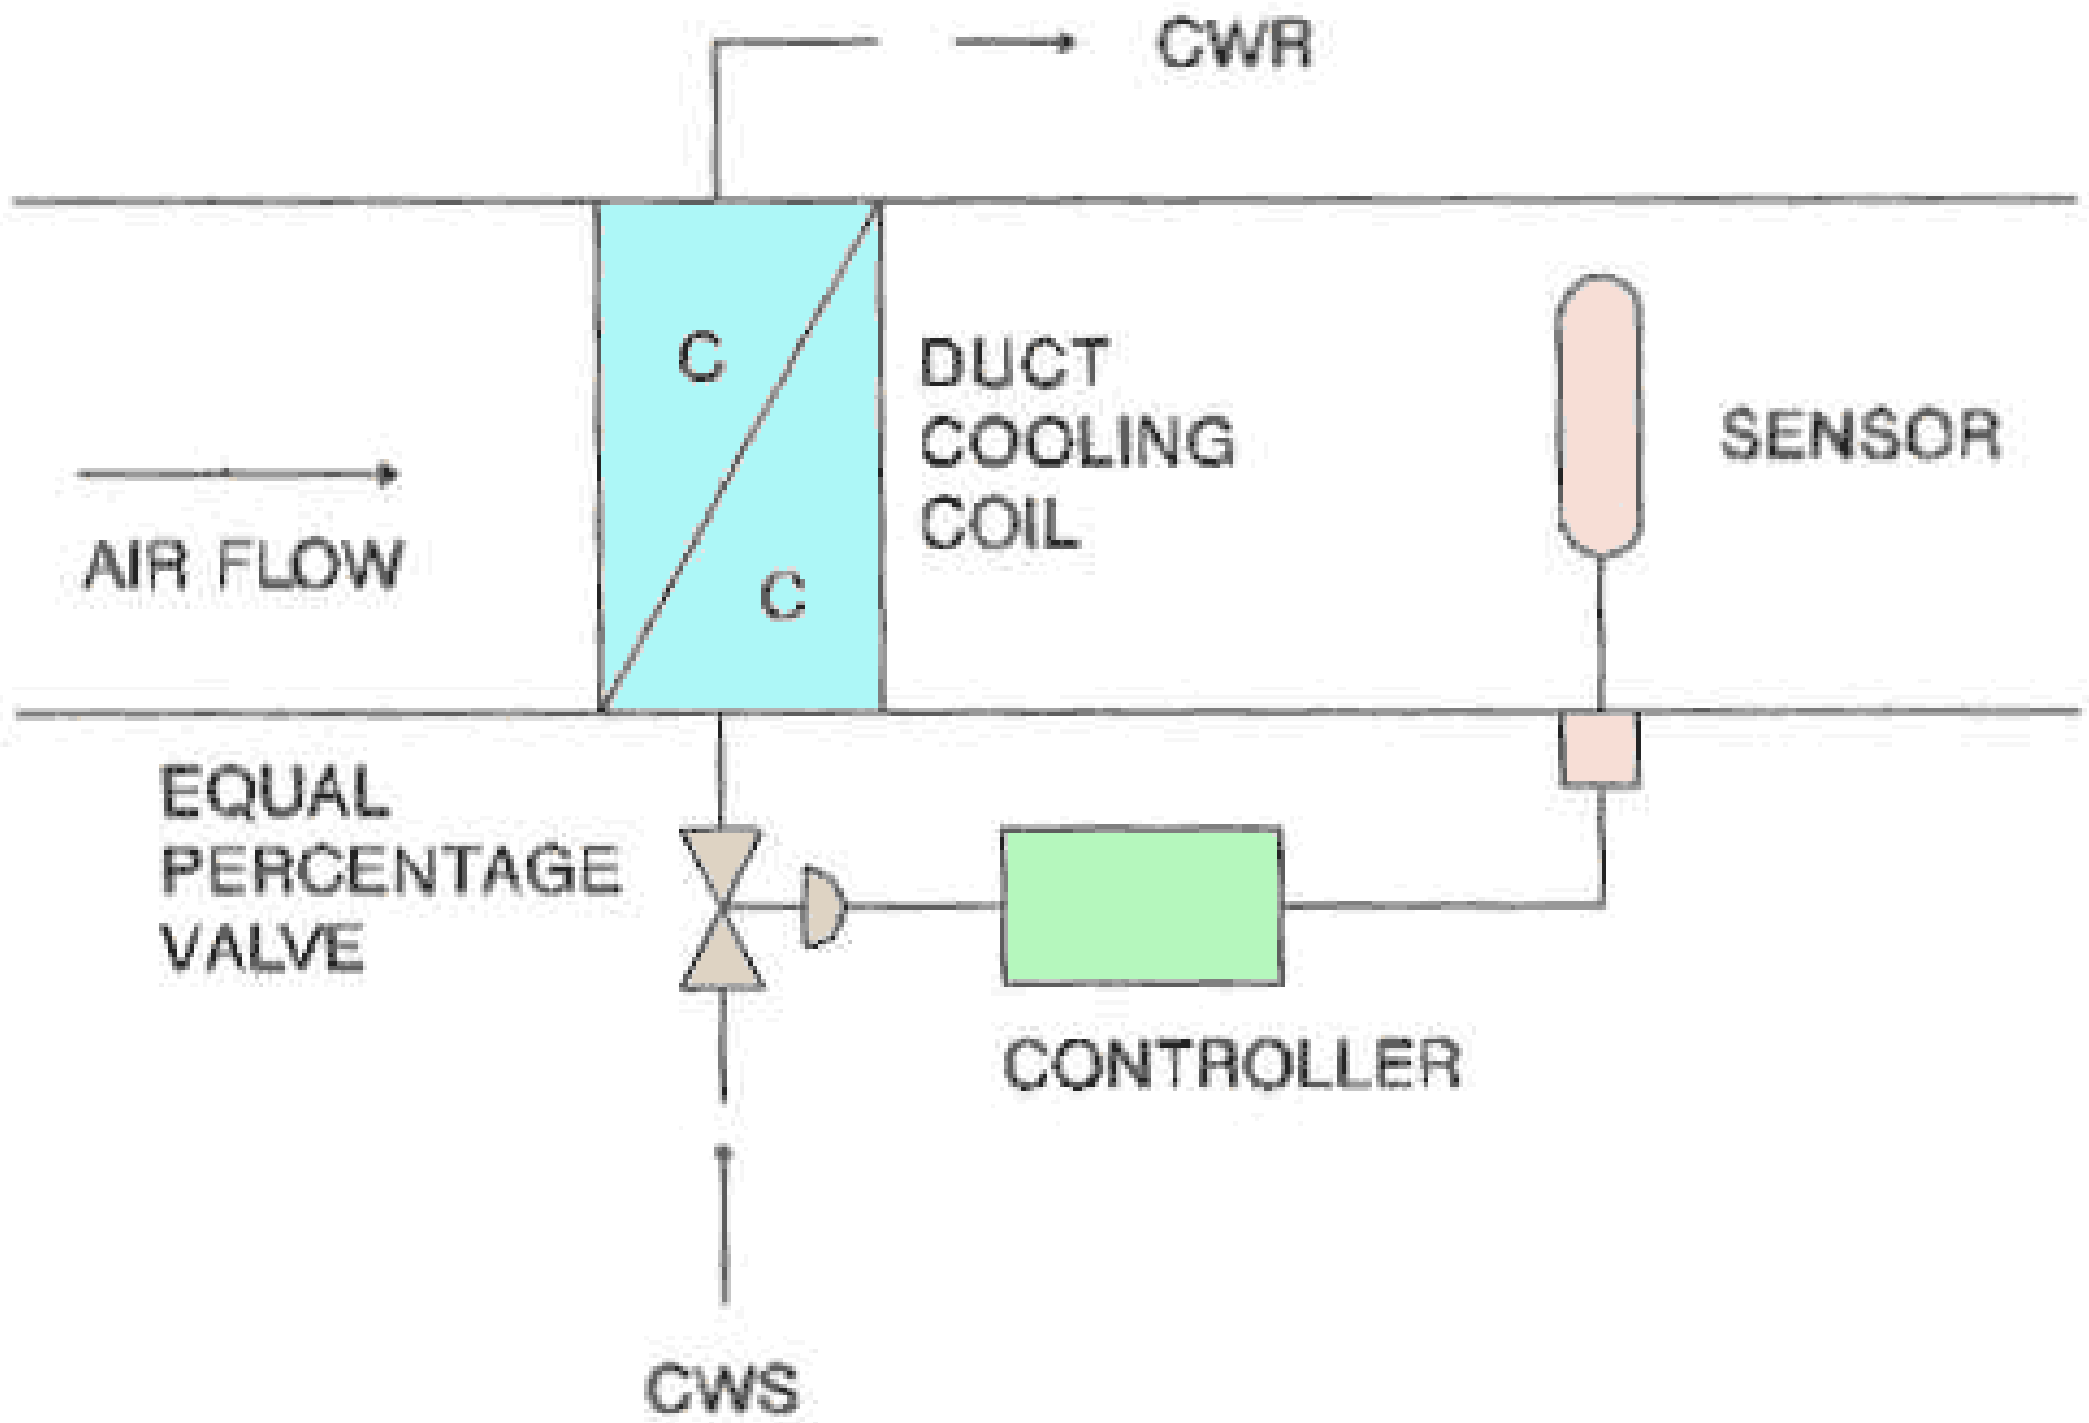 CWR
C
DUCT
COOLING
COIL
SENSOR
AIR FLOW
C
EQUAL
PERCENTAGE
VALVE
CONTROLLER
CWS